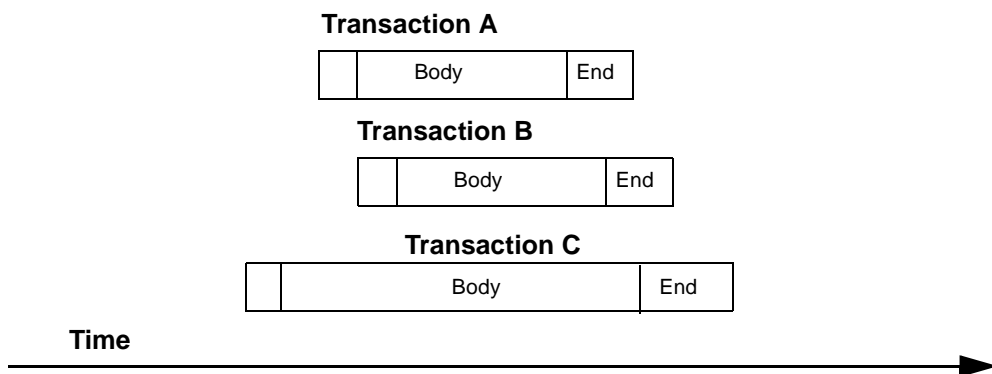 Transaction A
Body End
Transaction B
Body End
Transaction C
Body End
Time